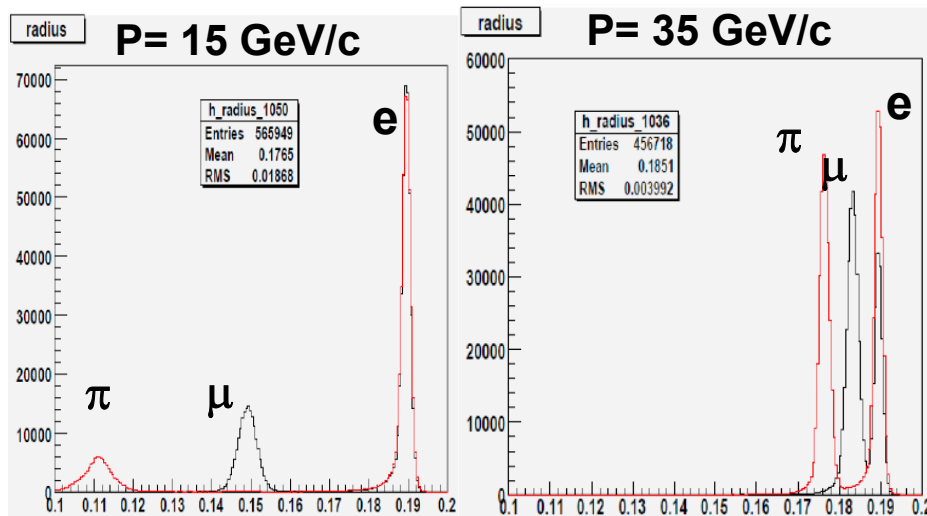 radius
P= 15 GeV/c
70000
60000
50000
40000
30000
20000
10000
0
h_radius_1050
Entries 565949
Mean 0.1765
RMS 0.01868
e
π
μ
0.1 0.11 0.12 0.13 0.14 0.15 0.16 0.17 0.18 0.19 0.2
radius
P= 35 GeV/c
60000
50000
40000
30000
20000
10000
0
h_radius_1036
Entries 456718
Mean 0.1851
RMS 0.003992
π
μ
e
0.1 0.11 0.12 0.13 0.14 0.15 0.16 0.17 0.18 0.19 0.2